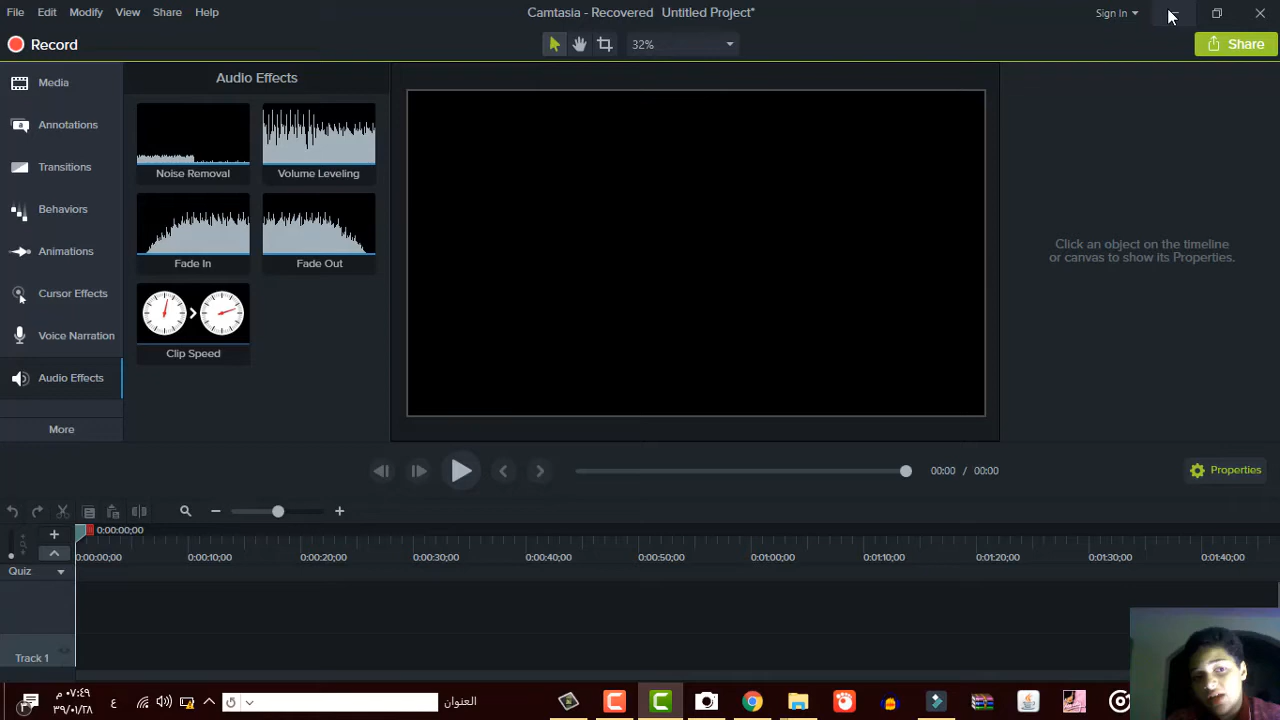 File Edit Modify View Share Help Camtasia - Recovered Untitled Project* Sign In
Record 32% Share
Media
Annotations
Transitions
Behaviors
Animations
Cursor Effects
Voice Narration
Audio Effects
More
Audio Effects
Noise Removal Volume Leveling
Fade In Fade Out
Clip Speed
Click an object on the timeline
or canvas to show its Properties.
00:00 / 00:00 Properties
0:00:00;00
0:00:00;00 0:00:10;00 0:00:20;00 0:00:30;00 0:00:40;00 0:00:50;00 0:01:00;00 0:01:10;00 0:01:20;00 0:01:30;00 0:01:40;00
Quiz
Track 1
٠٧:٤٩ م
٣٩/٠١/٢٨
ع
العنوان